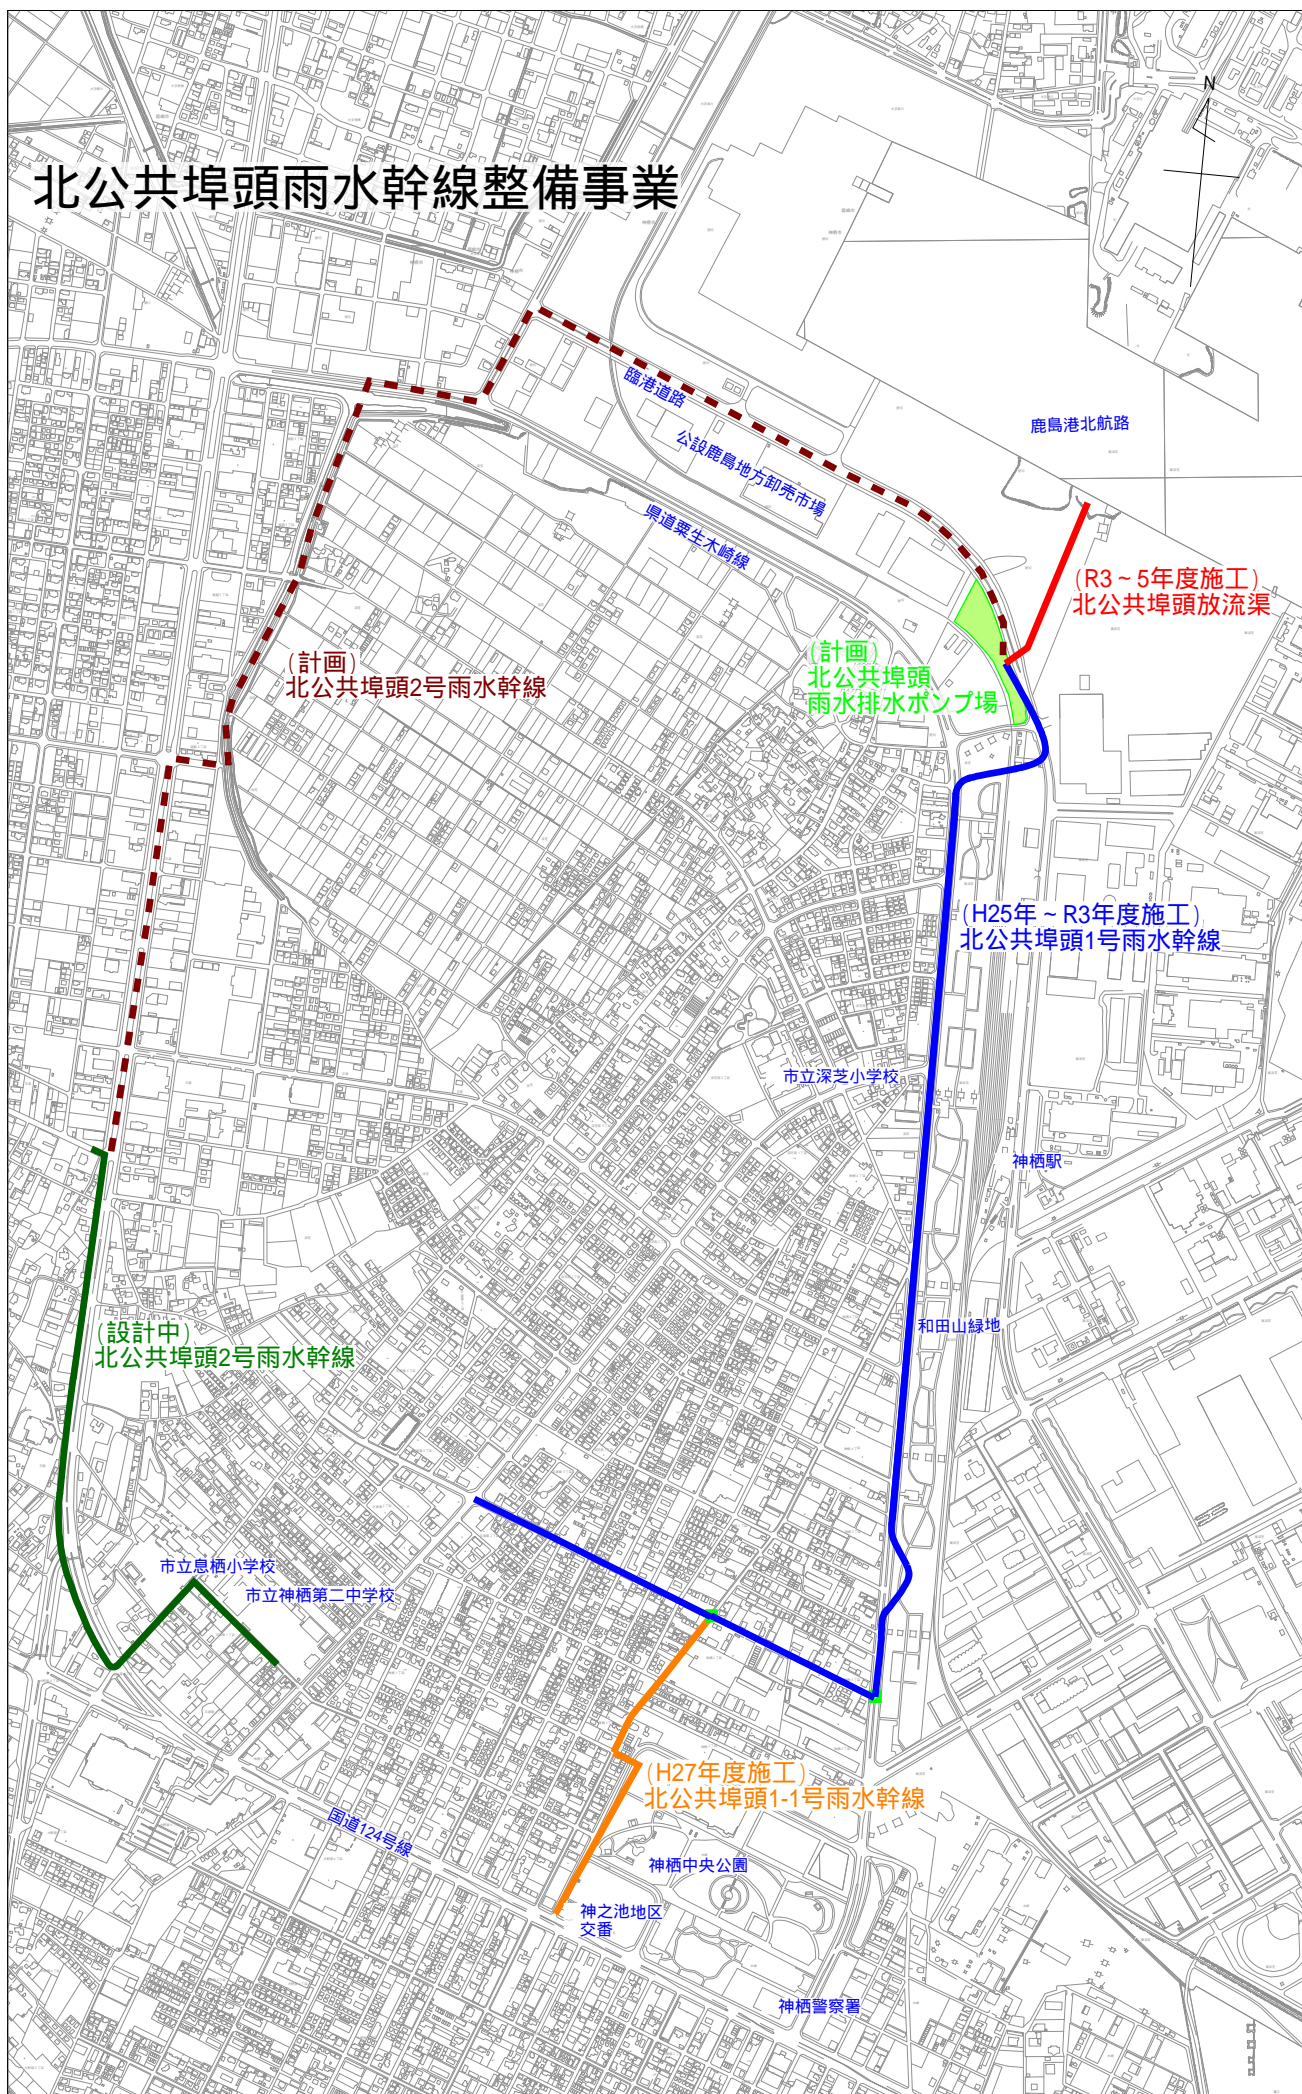 北公共埠頭雨水幹線整備事業
N
臨港道路
鹿島港北航路
公設鹿島地方卸売市場
県道粟生木崎線
(R3~5年度施工)
北公共埠頭放流渠
(計画)
北公共埠頭2号雨水幹線
(計画)
北公共埠頭
雨水排水ポンプ場
(H25年~R3年度施工)
北公共埠頭1号雨水幹線
市立深芝小学校
神栖駅
和田山緑地
(設計中)
北公共埠頭2号雨水幹線
市立息栖小学校
市立神栖第二中学校
(H27年度施工)
北公共埠頭1-1号雨水幹線
国道124号線
神栖中央公園
神之池地区
交番
神栖警察署